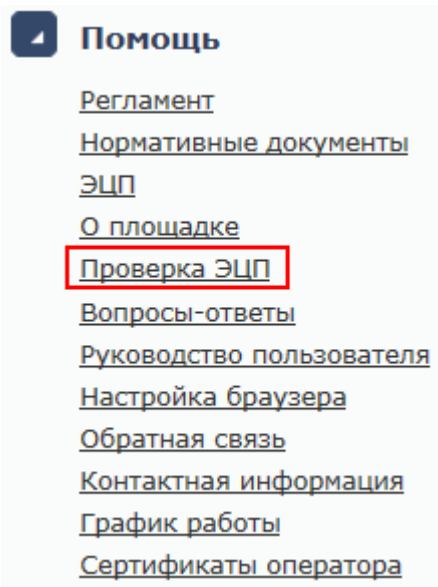 Помощь
Регламент
Нормативные документы
ЭЦП
О площадке
Проверка ЭЦП
Вопросы-ответы
Руководство пользователя
Настройка браузера
Обратная связь
Контактная информация
График работы
Сертификаты оператора